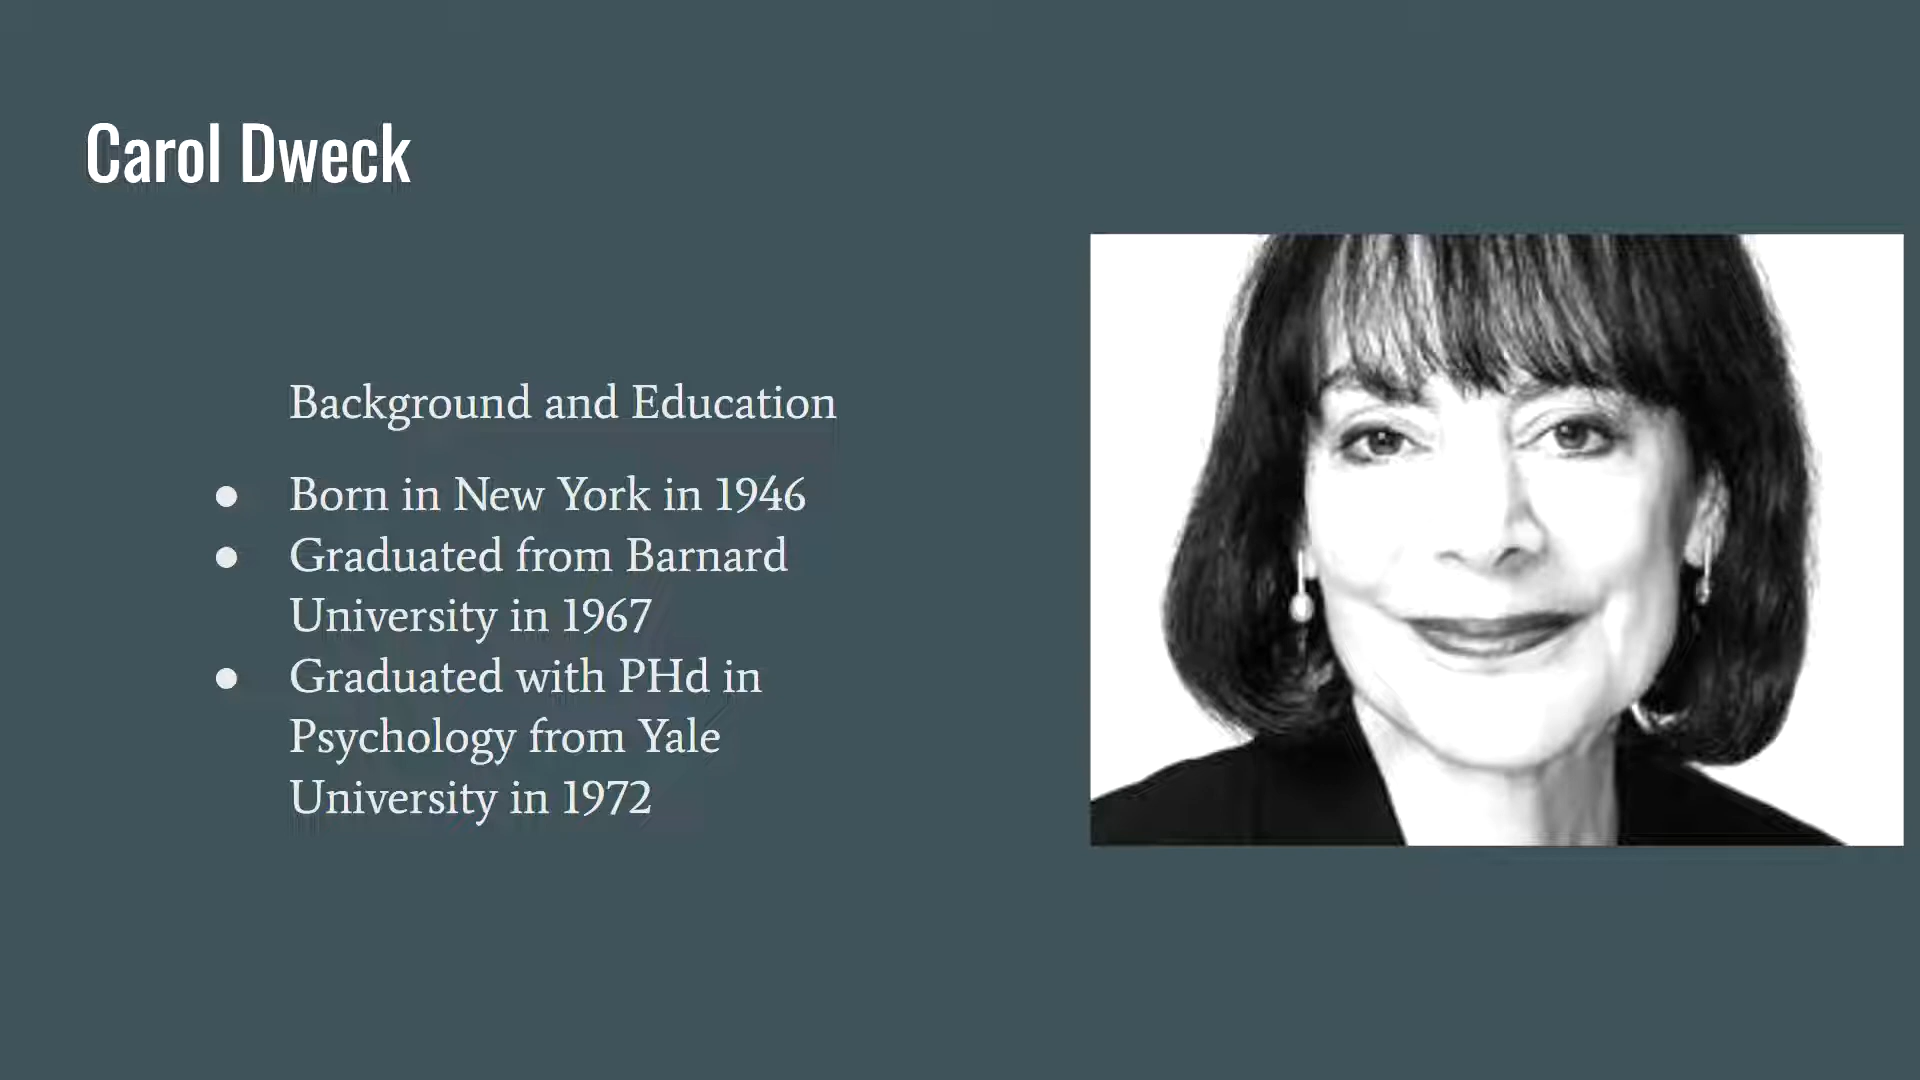 Carol Dweck
Background and Education
● Born in New York in 1946
● Graduated from Barnard
University in 1967
● Graduated with PHd in
Psychology from Yale
University in 1972